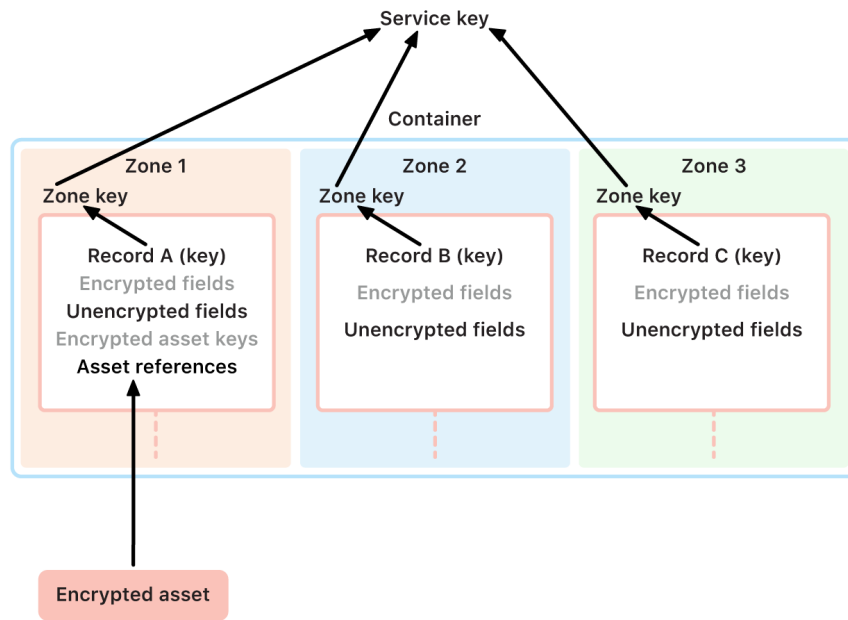 Service key
Container
Zone 1
Zone key
Record A (key)
Encrypted fields
Unencrypted fields
Encrypted asset keys
Asset references
Zone 2
Zone key
Record B (key)
Encrypted fields
Unencrypted fields
Zone 3
Zone key
Record C (key)
Encrypted fields
Unencrypted fields
Encrypted asset